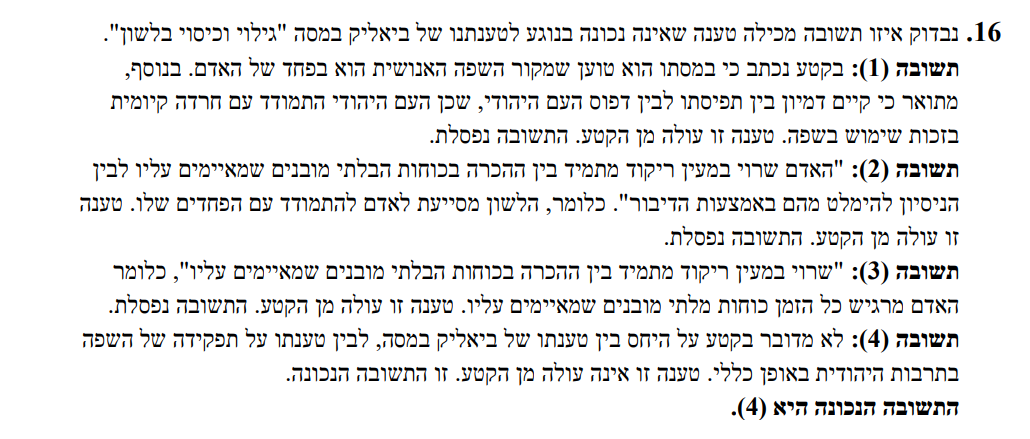 16. נבדוק איזו תשובה מכילה טענה שאינה נכונה בנוגע לטענתנו של ביאליק במסה "גילוי וכיסוי בלשון".
תשובה (1): בקטע נכתב כי במסתו הוא טוען שמקור השפה האנושית הוא בפחד של האדם. בנוסף,
מתואר כי קיים דמיון בין תפיסתו לבין דפוס העם היהודי, שכן העם היהודי התמודד עם חרדה קיומית
בזכות שימוש בשפה. טענה זו עולה מן הקטע. התשובה נפסלת.
תשובה (2): "האדם שרוי במעין ריקוד מתמיד בין ההכרה בכוחות הבלתי מובנים שמאיימים עליו לבין
הניסיון להימלט מהם באמצעות הדיבור". כלומר, הלשון מסייעת לאדם להתמודד עם הפחדים שלו. טענה
זו עולה מן הקטע. התשובה נפסלת.
תשובה (3): "שרוי במעין ריקוד מתמיד בין ההכרה בכוחות הבלתי מובנים שמאיימים עליו", כלומר
האדם מרגיש כל הזמן כוחות מלתי מובנים שמאיימים עליו. טענה זו עולה מן הקטע. התשובה נפסלת.
תשובה (4): לא מדובר בקטע על היחס בין טענתו של ביאליק במסה, לבין טענתו על תפקידה של השפה
בתרבות היהודית באופן כללי. טענה זו אינה עולה מן הקטע. זו התשובה הנכונה.
התשובה הנכונה היא (4).